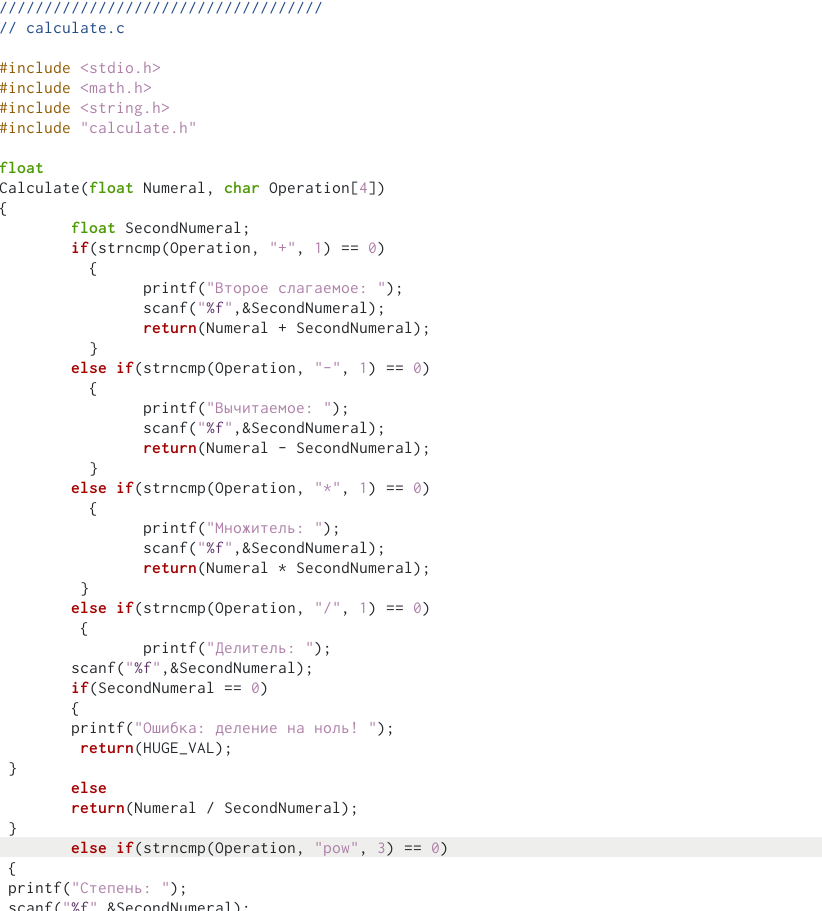 ////////////////////////////////////
// calculate.c
#include <stdio.h>
#include <math.h>
#include <string.h>
#include "calculate.h"
float
Calculate(float Numeral, char Operation[4])
{
float SecondNumeral;
if(strncmp(Operation, "+", 1) == 0)
{
printf("Второе слагаемое: ");
scanf("%f",&SecondNumeral);
return(Numeral + SecondNumeral);
}
else if(strncmp(Operation, "-", 1) == 0)
{
printf("Вычитаемое: ");
scanf("%f",&SecondNumeral);
return(Numeral - SecondNumeral);
}
else if(strncmp(Operation, "*", 1) == 0)
{
printf("Множитель: ");
scanf("%f",&SecondNumeral);
return(Numeral * SecondNumeral);
}
else if(strncmp(Operation, "/", 1) == 0)
{
printf("Делитель: ");
scanf("%f",&SecondNumeral);
if(SecondNumeral == 0)
{
printf("Ошибка: деление на ноль! ");
return(HUGE_VAL);
}
else
return(Numeral / SecondNumeral);
}
else if(strncmp(Operation, "pow", 3) == 0)
{
printf("Степень: ");
scanf("%f",&SecondNumeral);